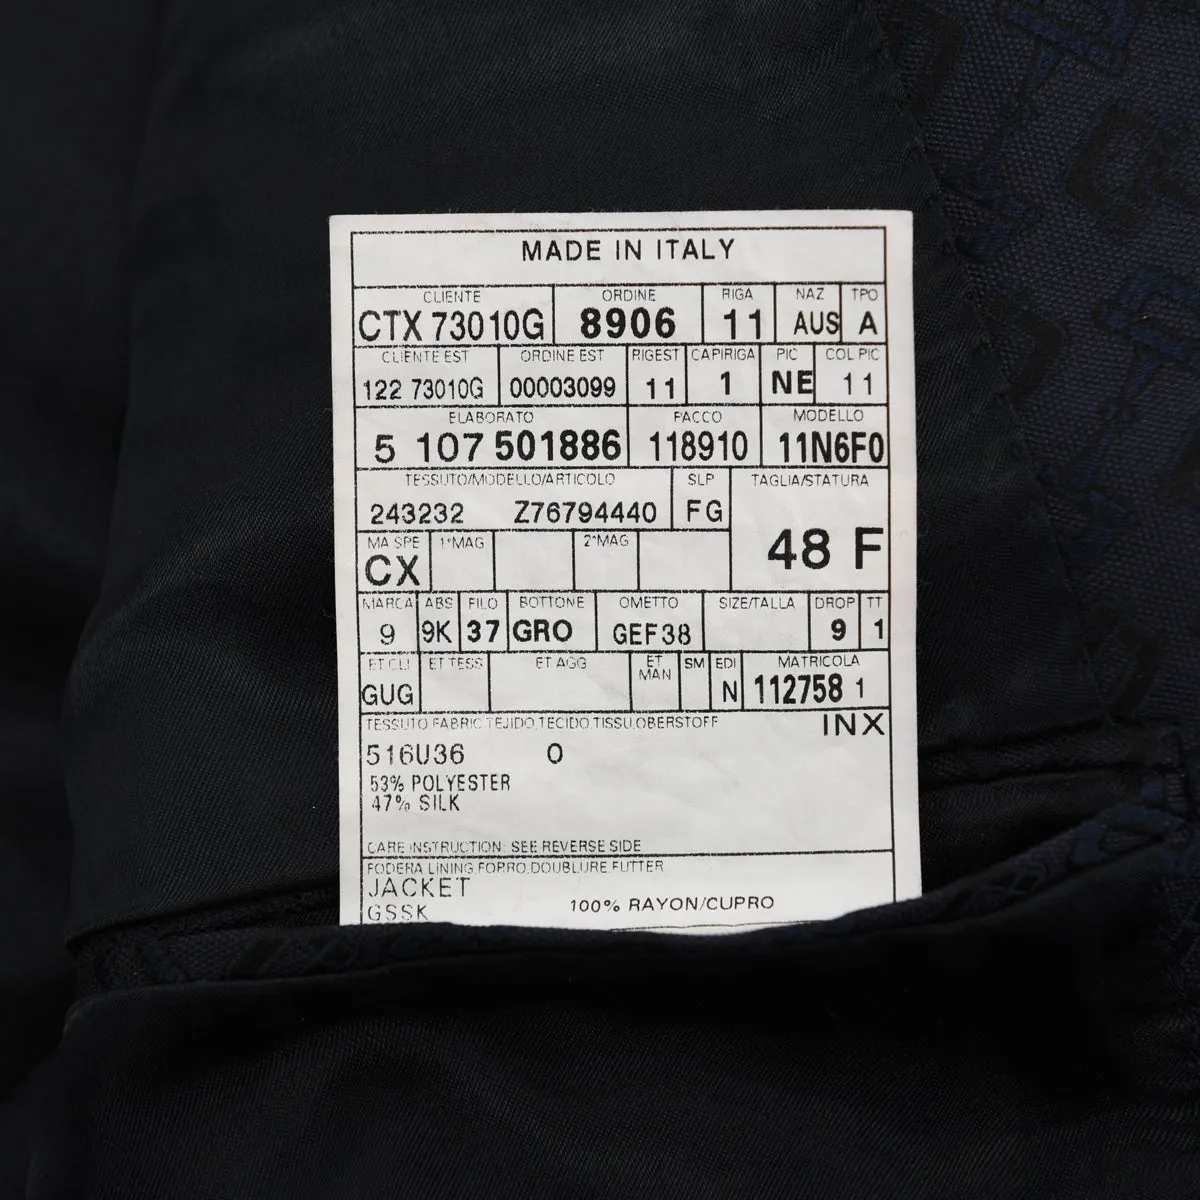 MADE IN ITALY
CLIENTE ORDINE RIGA NAZ TPO
CTX 73010G 8906 11 AUS A
CLIENTE EST ORDINE EST RIGEST CAPIRIGA PIC COL PIC
122 73010G 00003099 11 1 NE 11
ELABORATO PACCO MODELLO
5 107 501886 118910 11N6F0
TESSUTO/MODELLO/ARTICOLO SLP TAGLIA/STATURA
243232 Z76794440 FG 48 F
MA SPE 1°MAG 2°MAG
CX
MARCA ABS FILO BOTTONE OMETTO SIZE/TALLA DROP TT
9 9K 37 GRO GEF38 9 1
ET CLI ET TESS ET AGG ET MAN SM EDI MATRICOLA
GUG N 112758 1
TESSUTO.FABRIC.TEJIDO.TECIDO.TISSU.OBERSTOFF INX
516U36 0
53% POLYESTER
47% SILK
CARE INSTRUCTION: SEE REVERSE SIDE
FODERA.LINING.FORRO.DOUBLURE.FUTTER
JACKET
GSSK 100% RAYON/CUPRO